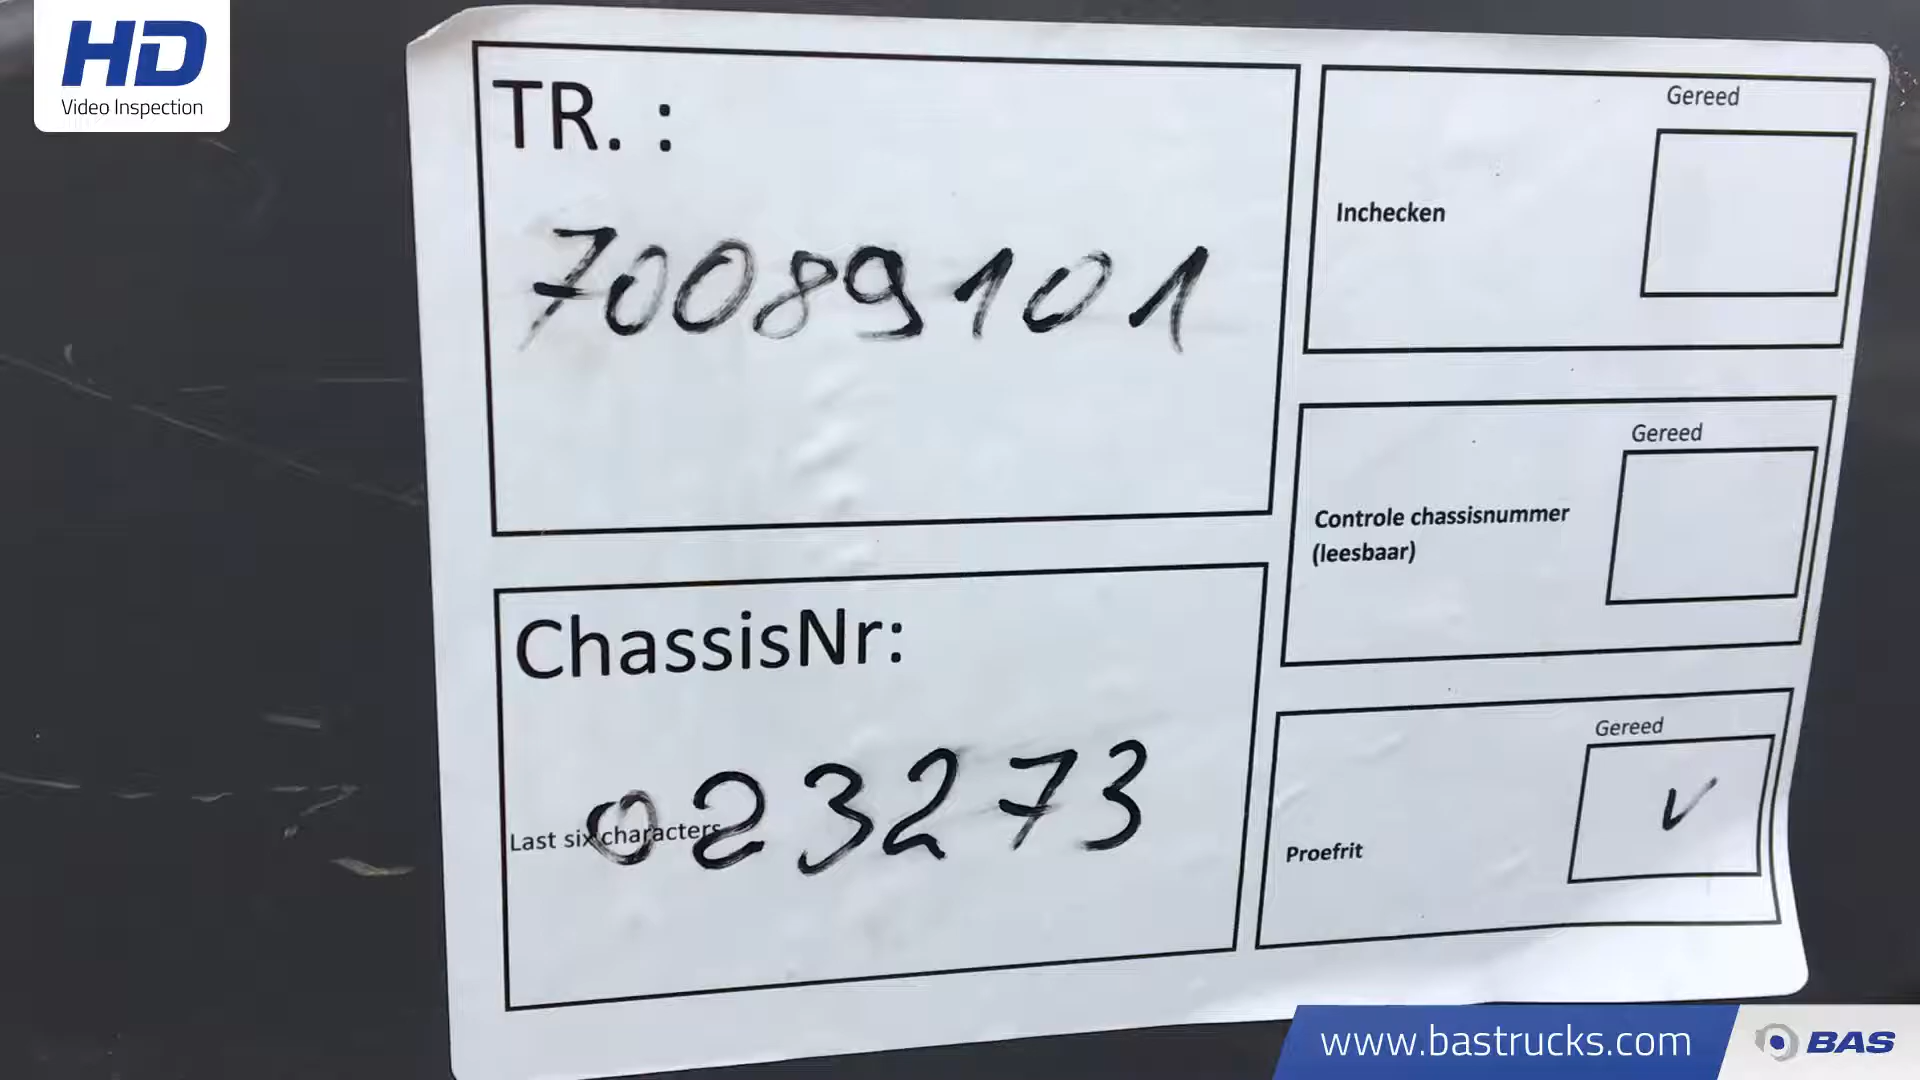 HD
Video Inspection
TR. :
70089101
ChassisNr:
023273
Last six characters
Gereed
Inchecken
Gereed
Controle chassisnummer
(leesbaar)
Gereed
Proefrit
www.bastrucks.com
BAS